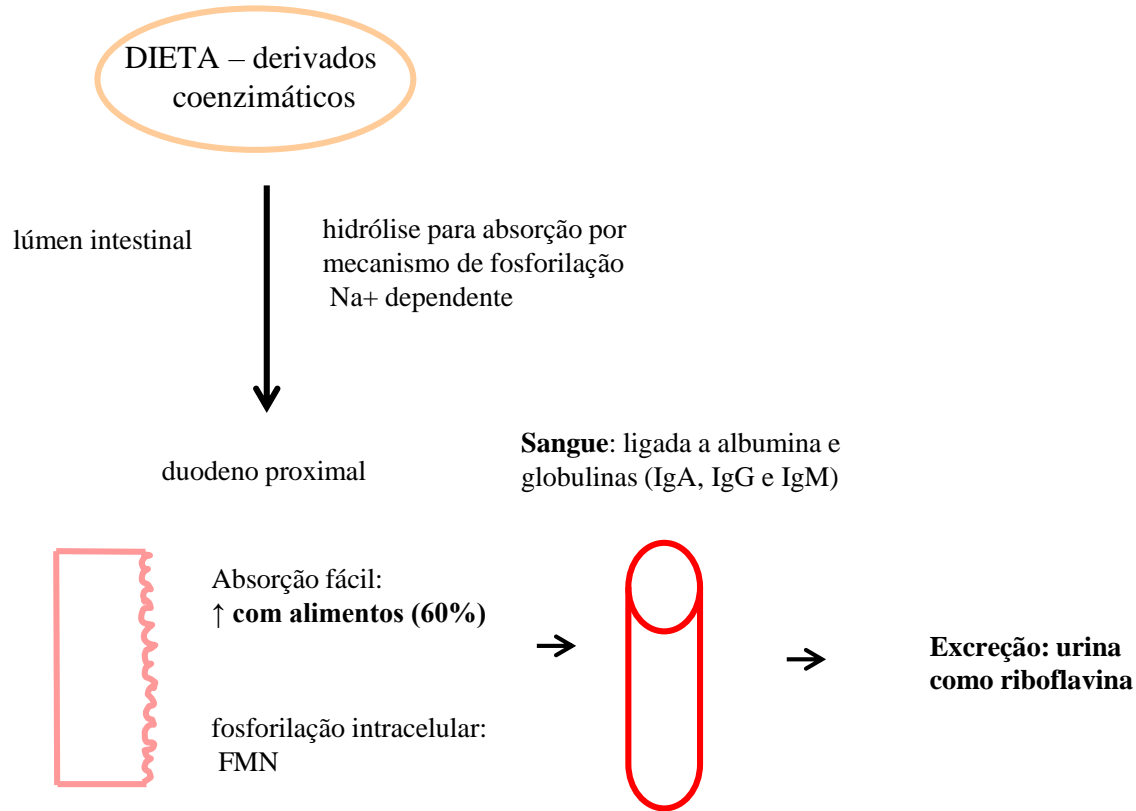 DIETA – derivados
coenzimáticos
lúmen intestinal
hidrólise para absorção por
mecanismo de fosforilação
Na+ dependente
duodeno proximal
Sangue: ligada a albumina e
globulinas (IgA, IgG e IgM)
Absorção fácil:
↑ com alimentos (60%)
fosforilação intracelular:
FMN
Excreção: urina
como riboflavina